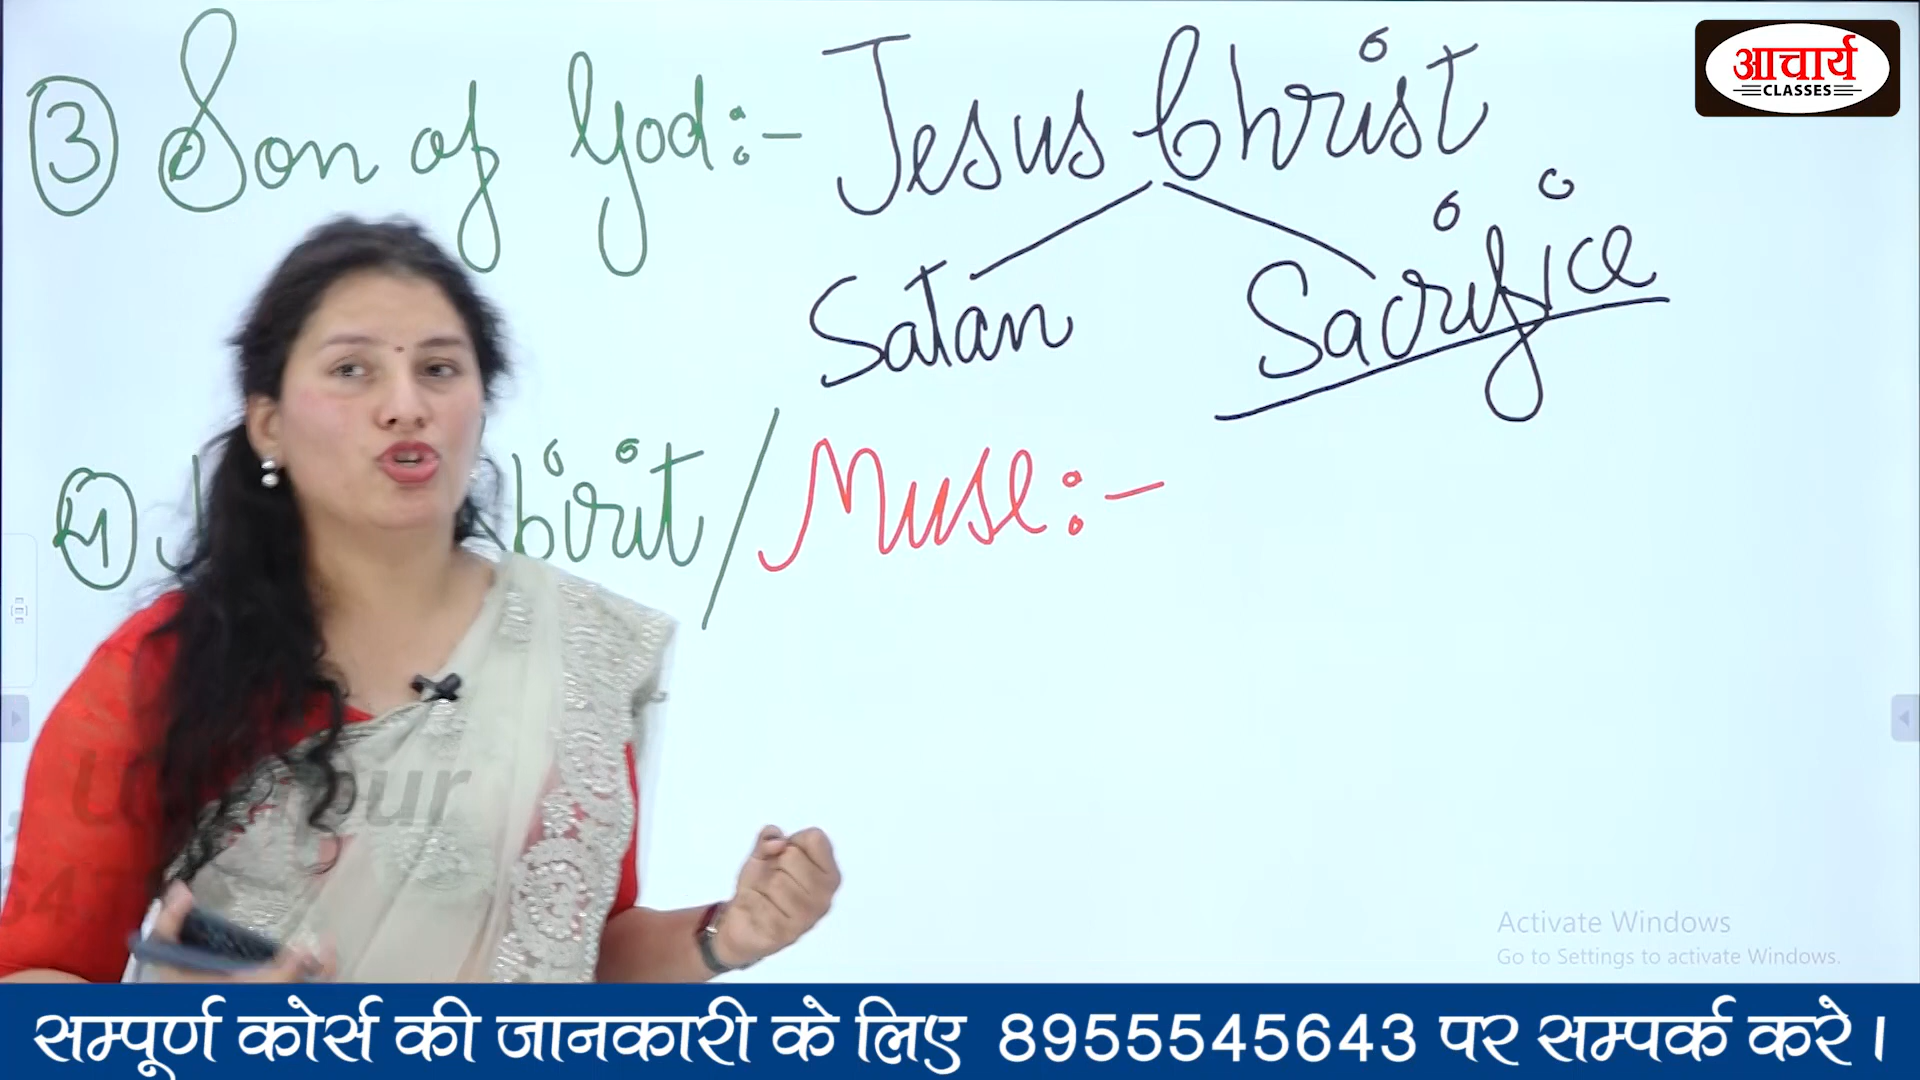 आचार्य
CLASSES
③ Son of God:- Jesus Christ
Satan Sacrifice
④ / Muse:-
Activate Windows
Go to Settings to activate Windows.
सम्पूर्ण कोर्स की जानकारी के लिए 8955545643 पर सम्पर्क करे।